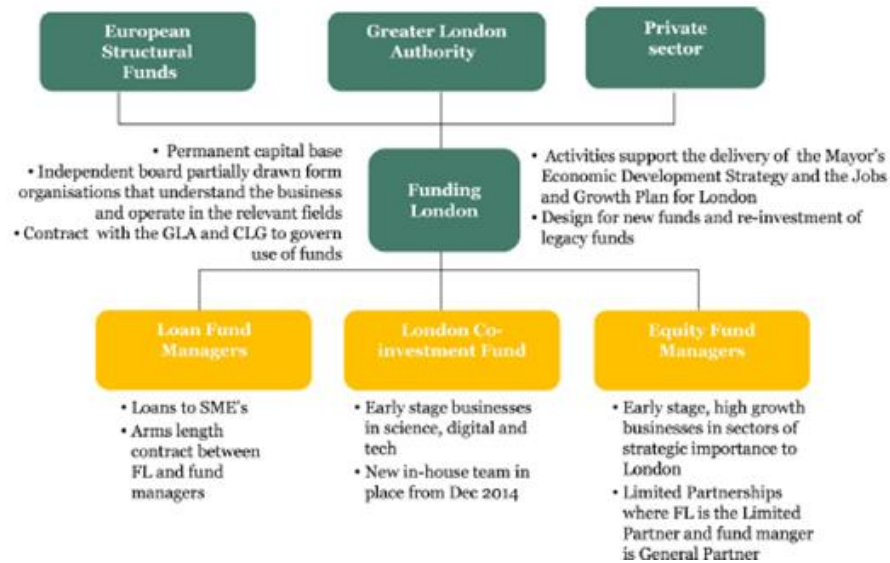 European
Structural
Funds
Greater London
Authority
Private
sector
• Permanent capital base
• Independent board partially drawn form
organisations that understand the business
and operate in the relevant fields
• Contract with the GLA and CLG to govern
use of funds
Funding
London
• Activities support the delivery of the Mayor's
Economic Development Strategy and the Jobs
and Growth Plan for London
• Design for new funds and re-investment of
legacy funds
Loan Fund
Managers
• Loans to SME's
• Arms length
contract between
FL and fund
managers
London Co-
investment Fund
• Early stage businesses
in science, digital and
tech
• New in-house team in
place from Dec 2014
Equity Fund
Managers
• Early stage, high growth
businesses in sectors of
strategic importance to
London
• Limited Partnerships
where FL is the Limited
Partner and fund manger
is General Partner